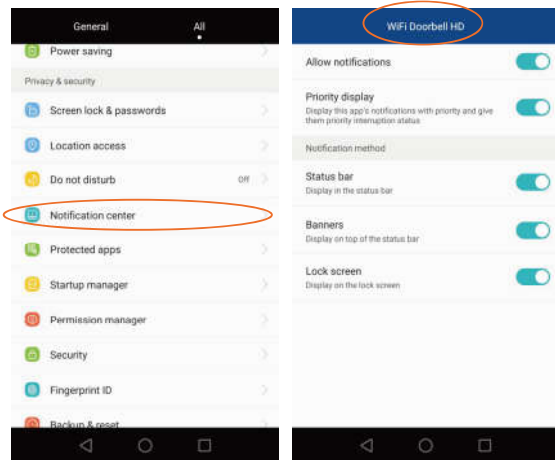 General
All
Power saving
Privacy & security
Screen lock & passwords
Location access
Do not disturb
Off
Notification center
Protected apps
Startup manager
Permission manager
Security
Fingerprint ID
Backup & reset
WiFi Doorbell HD
Allow notifications
Priority display
Display this app's notifications with priority and give
them priority interruption status
Notification method
Status bar
Display in the status bar
Banners
Display on top of the status bar
Lock screen
Display on the lock screen